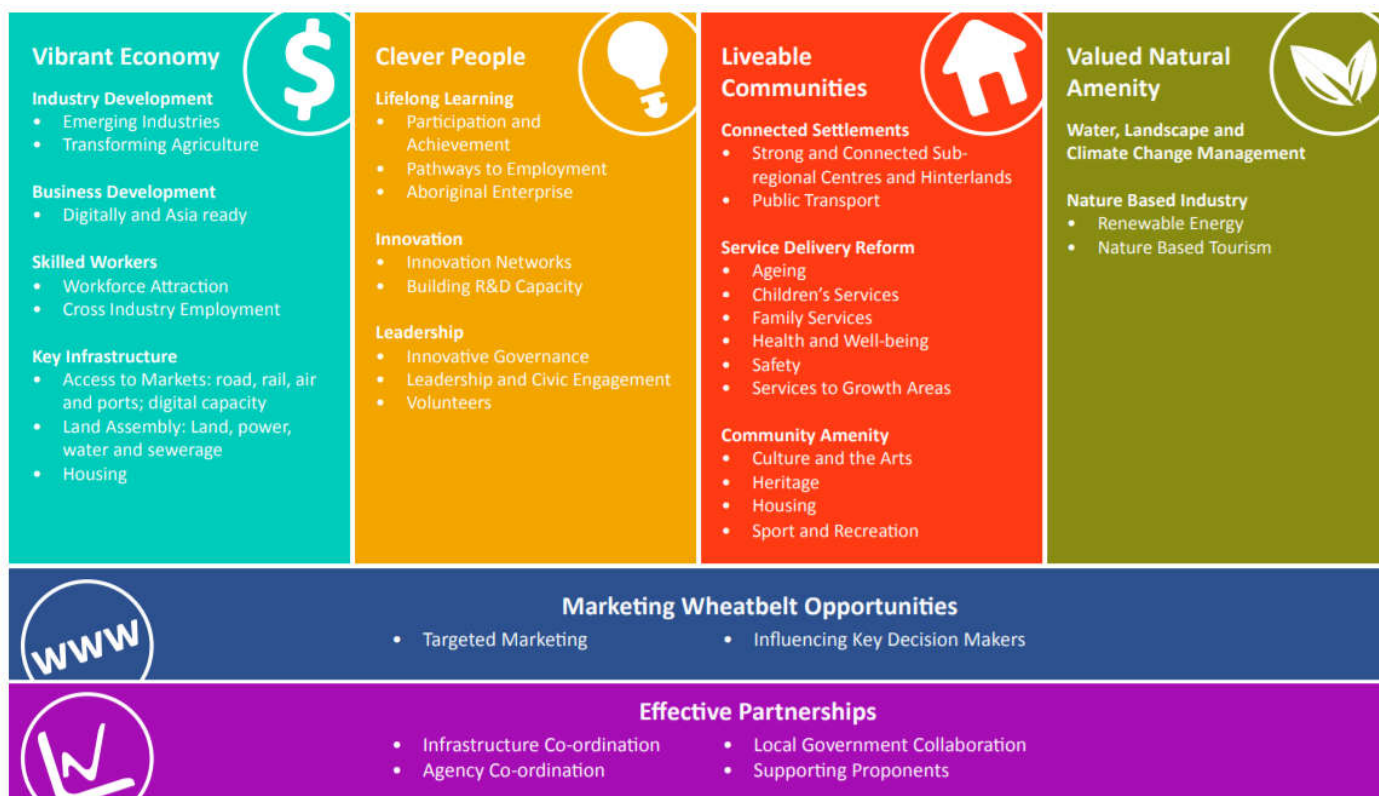 Vibrant Economy
$
Industry Development
• Emerging Industries
• Transforming Agriculture
Business Development
• Digitally and Asia ready
Skilled Workers
• Workforce Attraction
• Cross Industry Employment
Key Infrastructure
• Access to Markets: road, rail, air
and ports; digital capacity
• Land Assembly: Land, power,
water and sewerage
• Housing
Clever People
Lifelong Learning
• Participation and
Achievement
• Pathways to Employment
• Aboriginal Enterprise
Innovation
• Innovation Networks
• Building R&D Capacity
Leadership
• Innovative Governance
• Leadership and Civic Engagement
• Volunteers
Liveable
Communities
Connected Settlements
• Strong and Connected Sub-
regional Centres and Hinterlands
• Public Transport
Service Delivery Reform
• Ageing
• Children's Services
• Family Services
• Health and Well-being
• Safety
• Services to Growth Areas
Community Amenity
• Culture and the Arts
• Heritage
• Housing
• Sport and Recreation
Valued Natural
Amenity
Water, Landscape and
Climate Change Management
Nature Based Industry
• Renewable Energy
• Nature Based Tourism
www
Marketing Wheatbelt Opportunities
• Targeted Marketing
• Influencing Key Decision Makers
Effective Partnerships
• Infrastructure Co-ordination
• Agency Co-ordination
• Local Government Collaboration
• Supporting Proponents